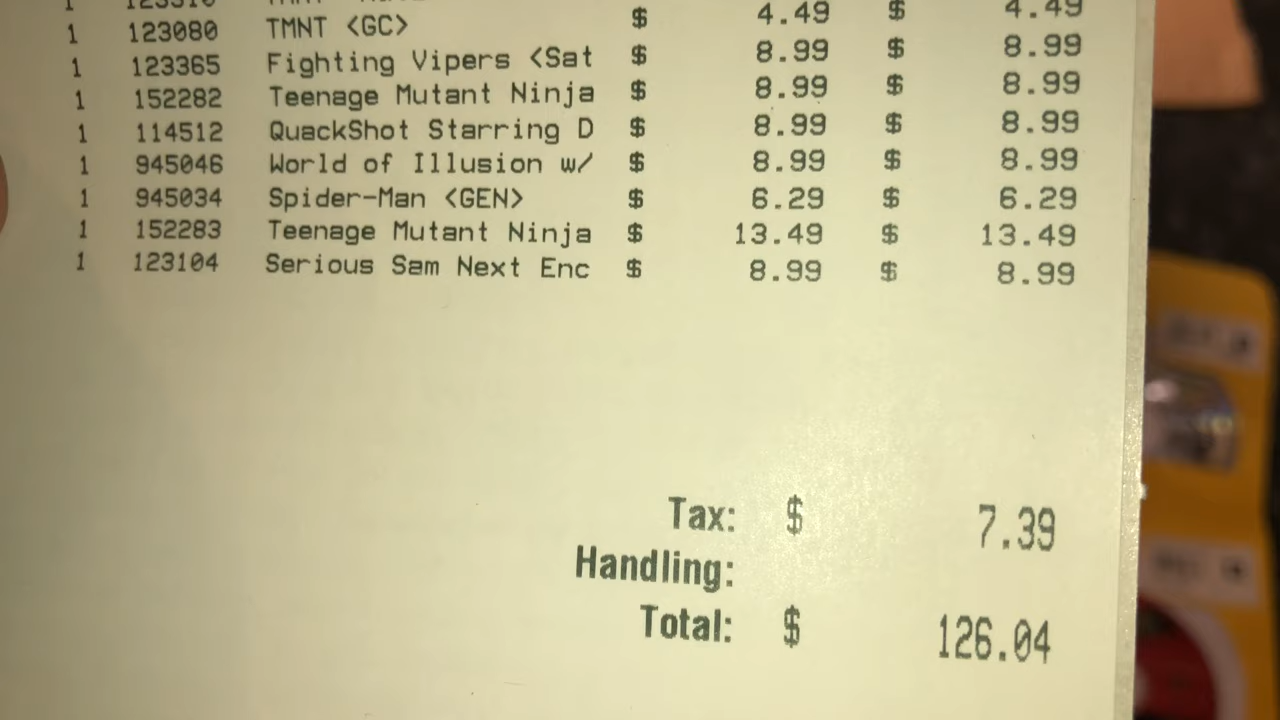 1 123080 TMNT <GC> $ 4.49 $ 4.49
1 123365 Fighting Vipers <Sat $ 8.99 $ 8.99
1 152282 Teenage Mutant Ninja $ 8.99 $ 8.99
1 114512 QuackShot Starring D $ 8.99 $ 8.99
1 945046 World of Illusion w/ $ 8.99 $ 8.99
1 945034 Spider-Man <GEN> $ 6.29 $ 6.29
1 152283 Teenage Mutant Ninja $ 13.49 $ 13.49
1 123104 Serious Sam Next Enc $ 8.99 $ 8.99
Tax: $ 7.39
Handling:
Total: $ 126.04